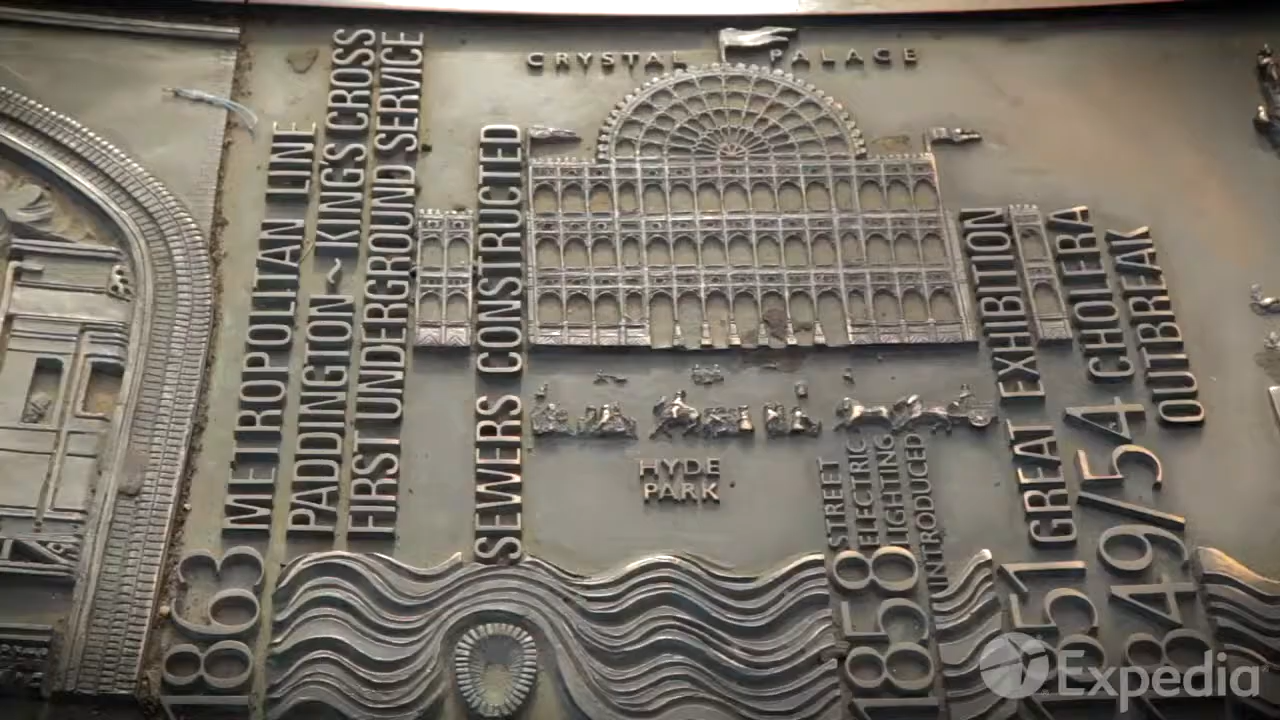 CRYSTAL PALACE
1863
METROPOLITAN LINE
PADDINGTON ~ KINGS CROSS
FIRST UNDERGROUND SERVICE
SEWERS CONSTRUCTED
HYDE
PARK
1858
STREET
ELECTRIC
LIGHTING
INTRODUCED
1851
GREAT EXHIBITION
1849/54
CHOLERA
OUTBREAK
Expedia